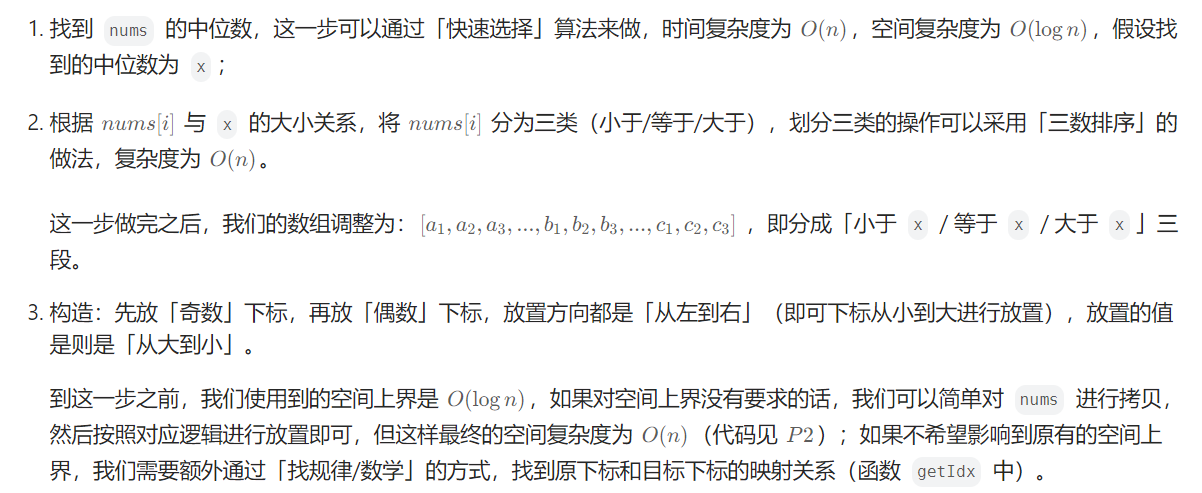 1. 找到 nums 的中位数，这一步可以通过「快速选择」算法来做，时间复杂度为 O(n)，空间复杂度为 O(log n)，假设找
到的中位数为 x；
2. 根据 nums[i] 与 x 的大小关系，将 nums[i] 分为三类（小于/等于/大于），划分三类的操作可以采用「三数排序」的
做法，复杂度为 O(n)。
这一步做完之后，我们的数组调整为：[a₁, a₂, a₃, ..., b₁, b₂, b₃, ..., c₁, c₂, c₃]，即分成「小于 x / 等于 x / 大于 x」三
段。
3. 构造：先放「奇数」下标，再放「偶数」下标，放置方向都是「从左到右」（即可下标从小到大进行放置），放置的值
是则是「从大到小」。
到这一步之前，我们使用到的空间上界是 O(log n)，如果对空间上界没有要求的话，我们可以简单对 nums 进行拷贝，
然后按照对应逻辑进行放置即可，但这样最终的空间复杂度为 O(n)（代码见 P2）；如果不希望影响到原有的空间上
界，我们需要额外通过「找规律/数学」的方式，找到原下标和目标下标的映射关系（函数 getIdx 中）。